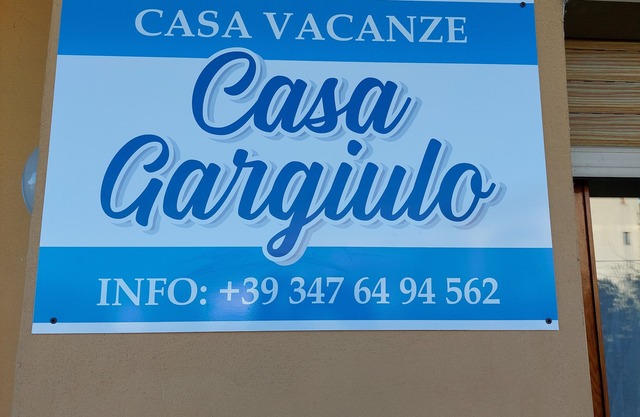 CASA VACANZE
Casa
Gargiulo
INFO: +39 347 64 94 562